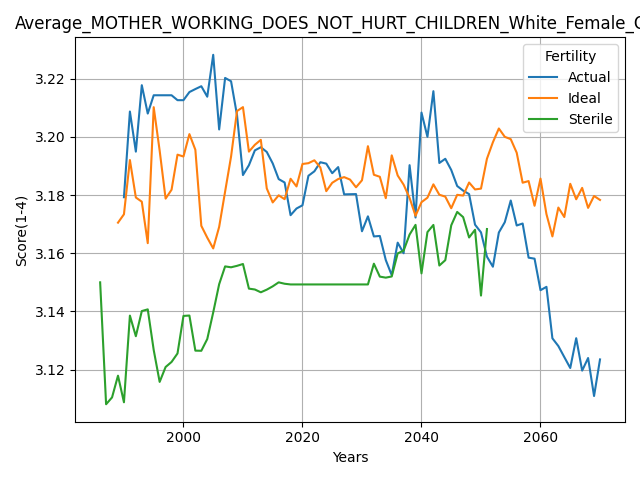 Average_MOTHER_WORKING_DOES_NOT_HURT_CHILDREN_White_Female_
Fertility
Actual
Ideal
Sterile
3.22
3.20
3.18
3.16
3.14
3.12
Score(1-4)
2000
2020
2040
2060
Years